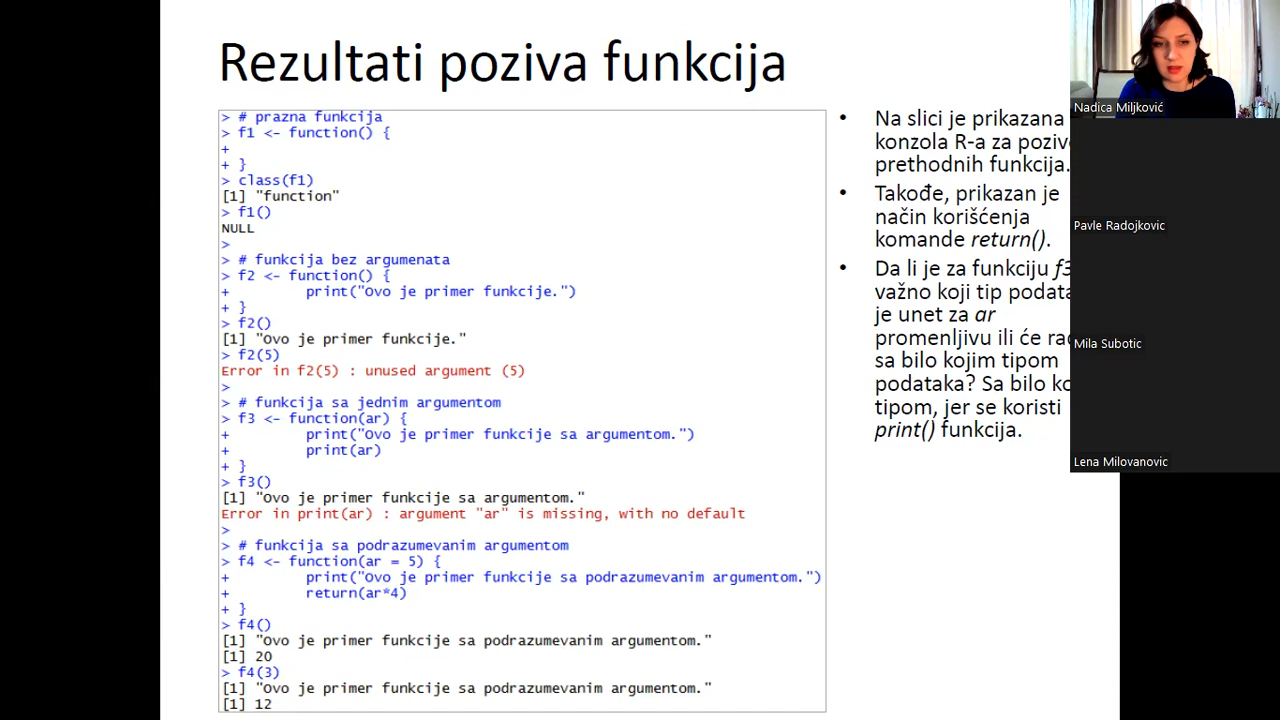 Rezultati poziva funkcija
> # prazna funkcija
> f1 <- function() {
+
+ }
> class(f1)
[1] "function"
> f1()
NULL
>
> # funkcija bez argumenata
> f2 <- function() {
+ print("Ovo je primer funkcije.")
+ }
> f2()
[1] "Ovo je primer funkcije."
> f2(5)
Error in f2(5) : unused argument (5)
>
> # funkcija sa jednim argumentom
> f3 <- function(ar) {
+ print("Ovo je primer funkcije sa argumentom.")
+ print(ar)
+ }
> f3()
[1] "Ovo je primer funkcije sa argumentom."
Error in print(ar) : argument "ar" is missing, with no default
>
> # funkcija sa podrazumevanim argumentom
> f4 <- function(ar = 5) {
+ print("Ovo je primer funkcije sa podrazumevanim argumentom.")
+ return(ar*4)
+ }
> f4()
[1] "Ovo je primer funkcije sa podrazumevanim argumentom."
[1] 20
> f4(3)
[1] "Ovo je primer funkcije sa podrazumevanim argumentom."
[1] 12
• Na slici je prikazana
konzola R-a za
prethodnih funkcija.
• Takođe, prikazan je
način korišćenja
komande return().
• Da li je za funkciju
važno koji tip
je unet za ar
promenljivu ili će
sa bilo kojim tipom
podataka? Sa bilo
tipom, jer se koristi
print() funkcija.
Nadica Miljković
Pavle Radojkovic
Mila Subotic
Lena Milovanovic